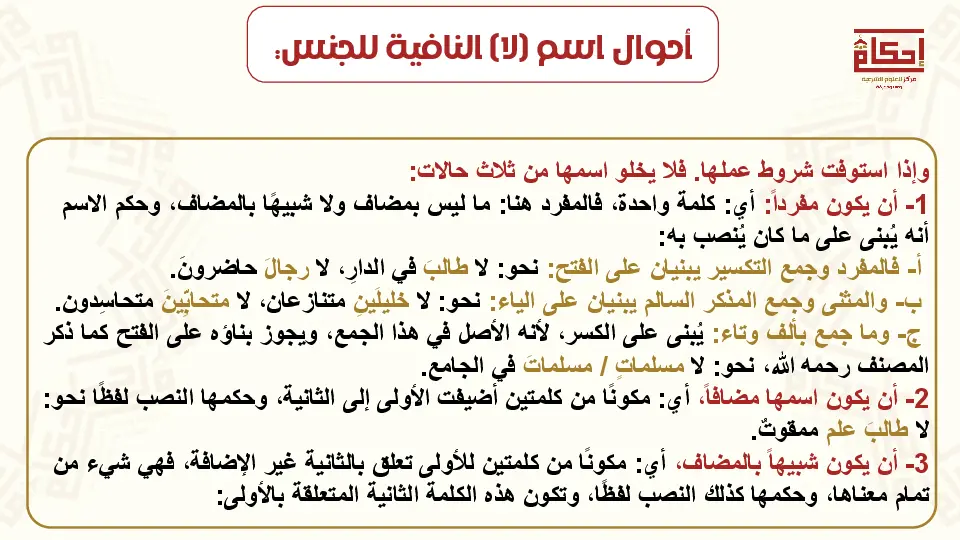 أحوال اسم (لا) النافية للجنس:
إحكام
مركز للعلوم الشرعية
وإذا استوفت شروط عملها. فلا يخلو اسمها من ثلاث حالات:
1- أن يكون مفرداً: أي: كلمة واحدة، فالمفرد هنا: ما ليس بمضاف ولا شبيهًا بالمضاف، وحكم الاسم
أنه يُبنى على ما كان يُنصب به:
أ- فالمفرد وجمع التكسير يبنيان على الفتح: نحو: لا طالبَ في الدارِ، لا رجالَ حاضرونَ.
ب- والمثنى وجمع المذكر السالم يبنيان على الياء: نحو: لا خليلَينِ متنازعان، لا متحابِّينَ متحاسِدون.
ج- وما جمع بألف وتاء: يُبنى على الكسر، لأنه الأصل في هذا الجمع، ويجوز بناؤه على الفتح كما ذكر
المصنف رحمه الله، نحو: لا مسلماتٍ / مسلماتَ في الجامع.
2- أن يكون اسمها مضافاً، أي: مكونًا من كلمتين أضيفت الأولى إلى الثانية، وحكمها النصب لفظًا نحو:
لا طالبَ علم ممقوتٌ.
3- أن يكون شبيهاً بالمضاف، أي: مكونًا من كلمتين للأولى تعلق بالثانية غير الإضافة، فهي شيء من
تمام معناها، وحكمها كذلك النصب لفظًا، وتكون هذه الكلمة الثانية المتعلقة بالأولى: